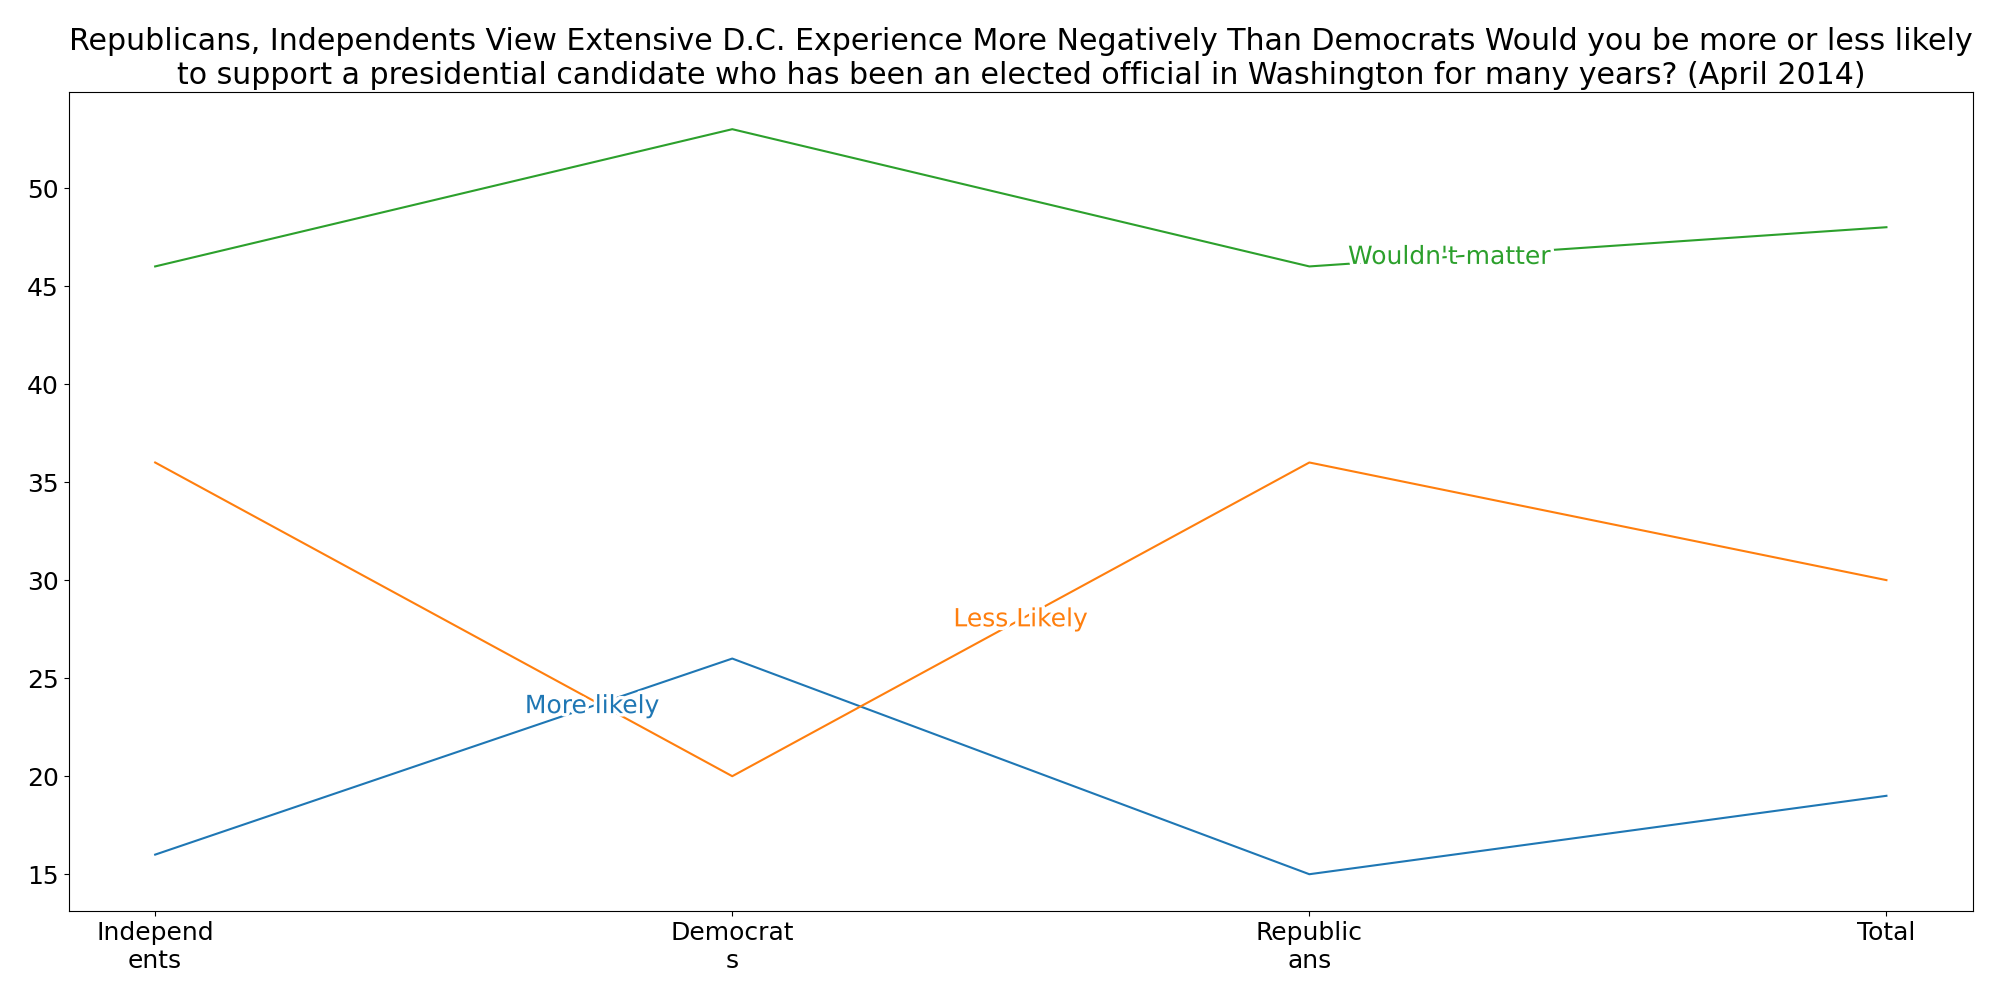 Republicans, Independents View Extensive D.C. Experience More Negatively Than Democrats Would you be more or less likely
to support a presidential candidate who has been an elected official in Washington for many years? (April 2014)
50
45
40
35
30
25
20
15
Wouldn't matter
Less Likely
More likely
Independ
ents
Democrat
s
Republic
ans
Total